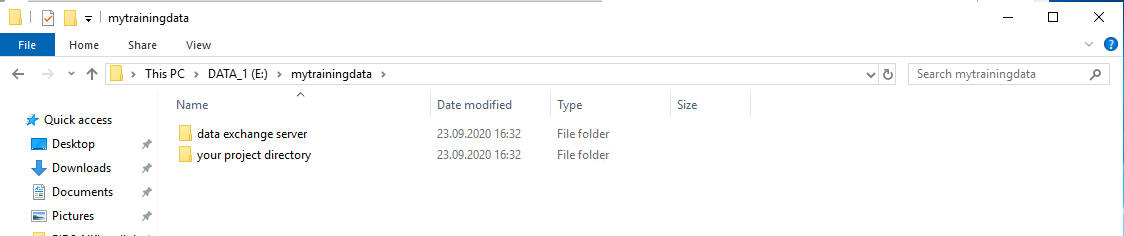 mytrainingdata
File Home Share View
This PC DATA_1 (E:) mytrainingdata Search mytrainingdata
Name Date modified Type Size
Quick access
data exchange server 23.09.2020 16:32 File folder
Desktop
your project directory 23.09.2020 16:32 File folder
Downloads
Documents
Pictures